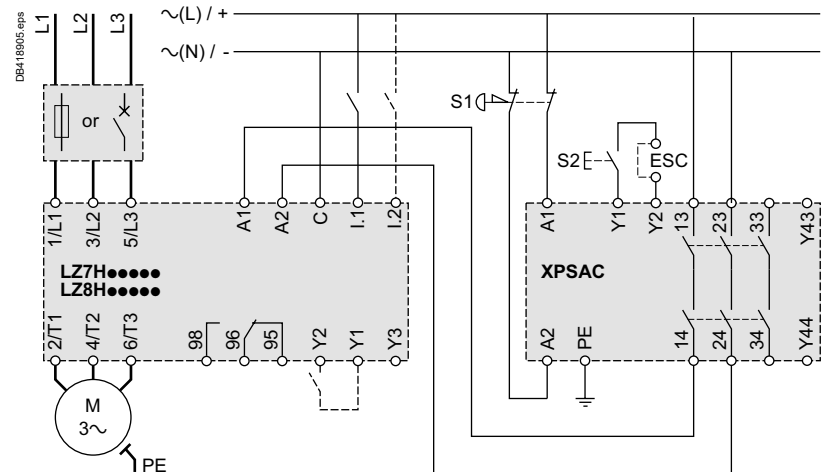 DB418905.eps
L1 L2 L3
~(L) / +
~(N) / -
or
S1
S2
ESC
1/L1 3/L2 5/L3 A1 A2 C I.1 I.2
A1 Y1 Y2 13 23 33 Y43
LZ7H●●●●●
LZ8H●●●●●
XPSAC
2/T1 4/T2 6/T3 98 96 95 Y2 Y1 Y3
A2 PE 14 24 34 Y44
M
3~
PE